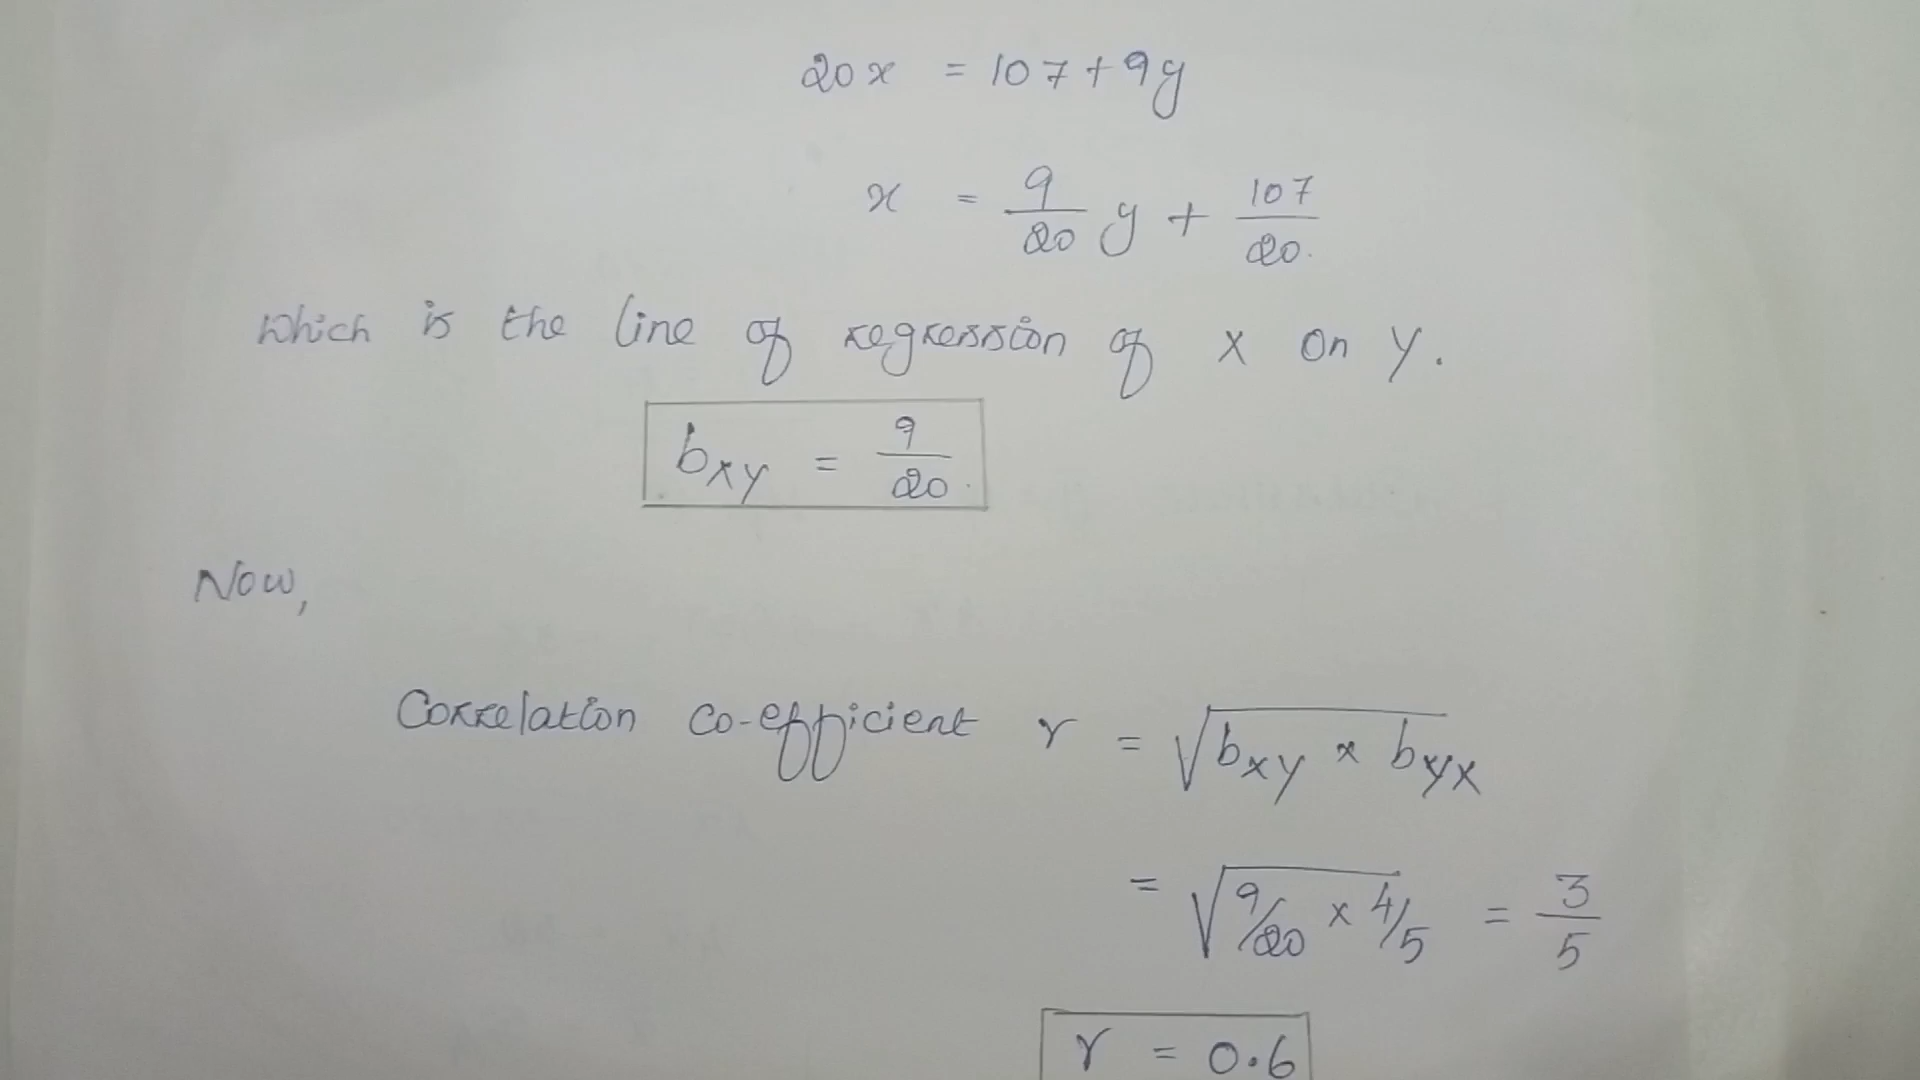 20x = 107 + 9y
x = 9/20 y + 107/20.
which is the line of regression of X on Y.
bxy = 9/20.
Now,
Correlation co-efficient r = √bxy × byx
= √9/20 × 4/5 = 3/5
r = 0.6